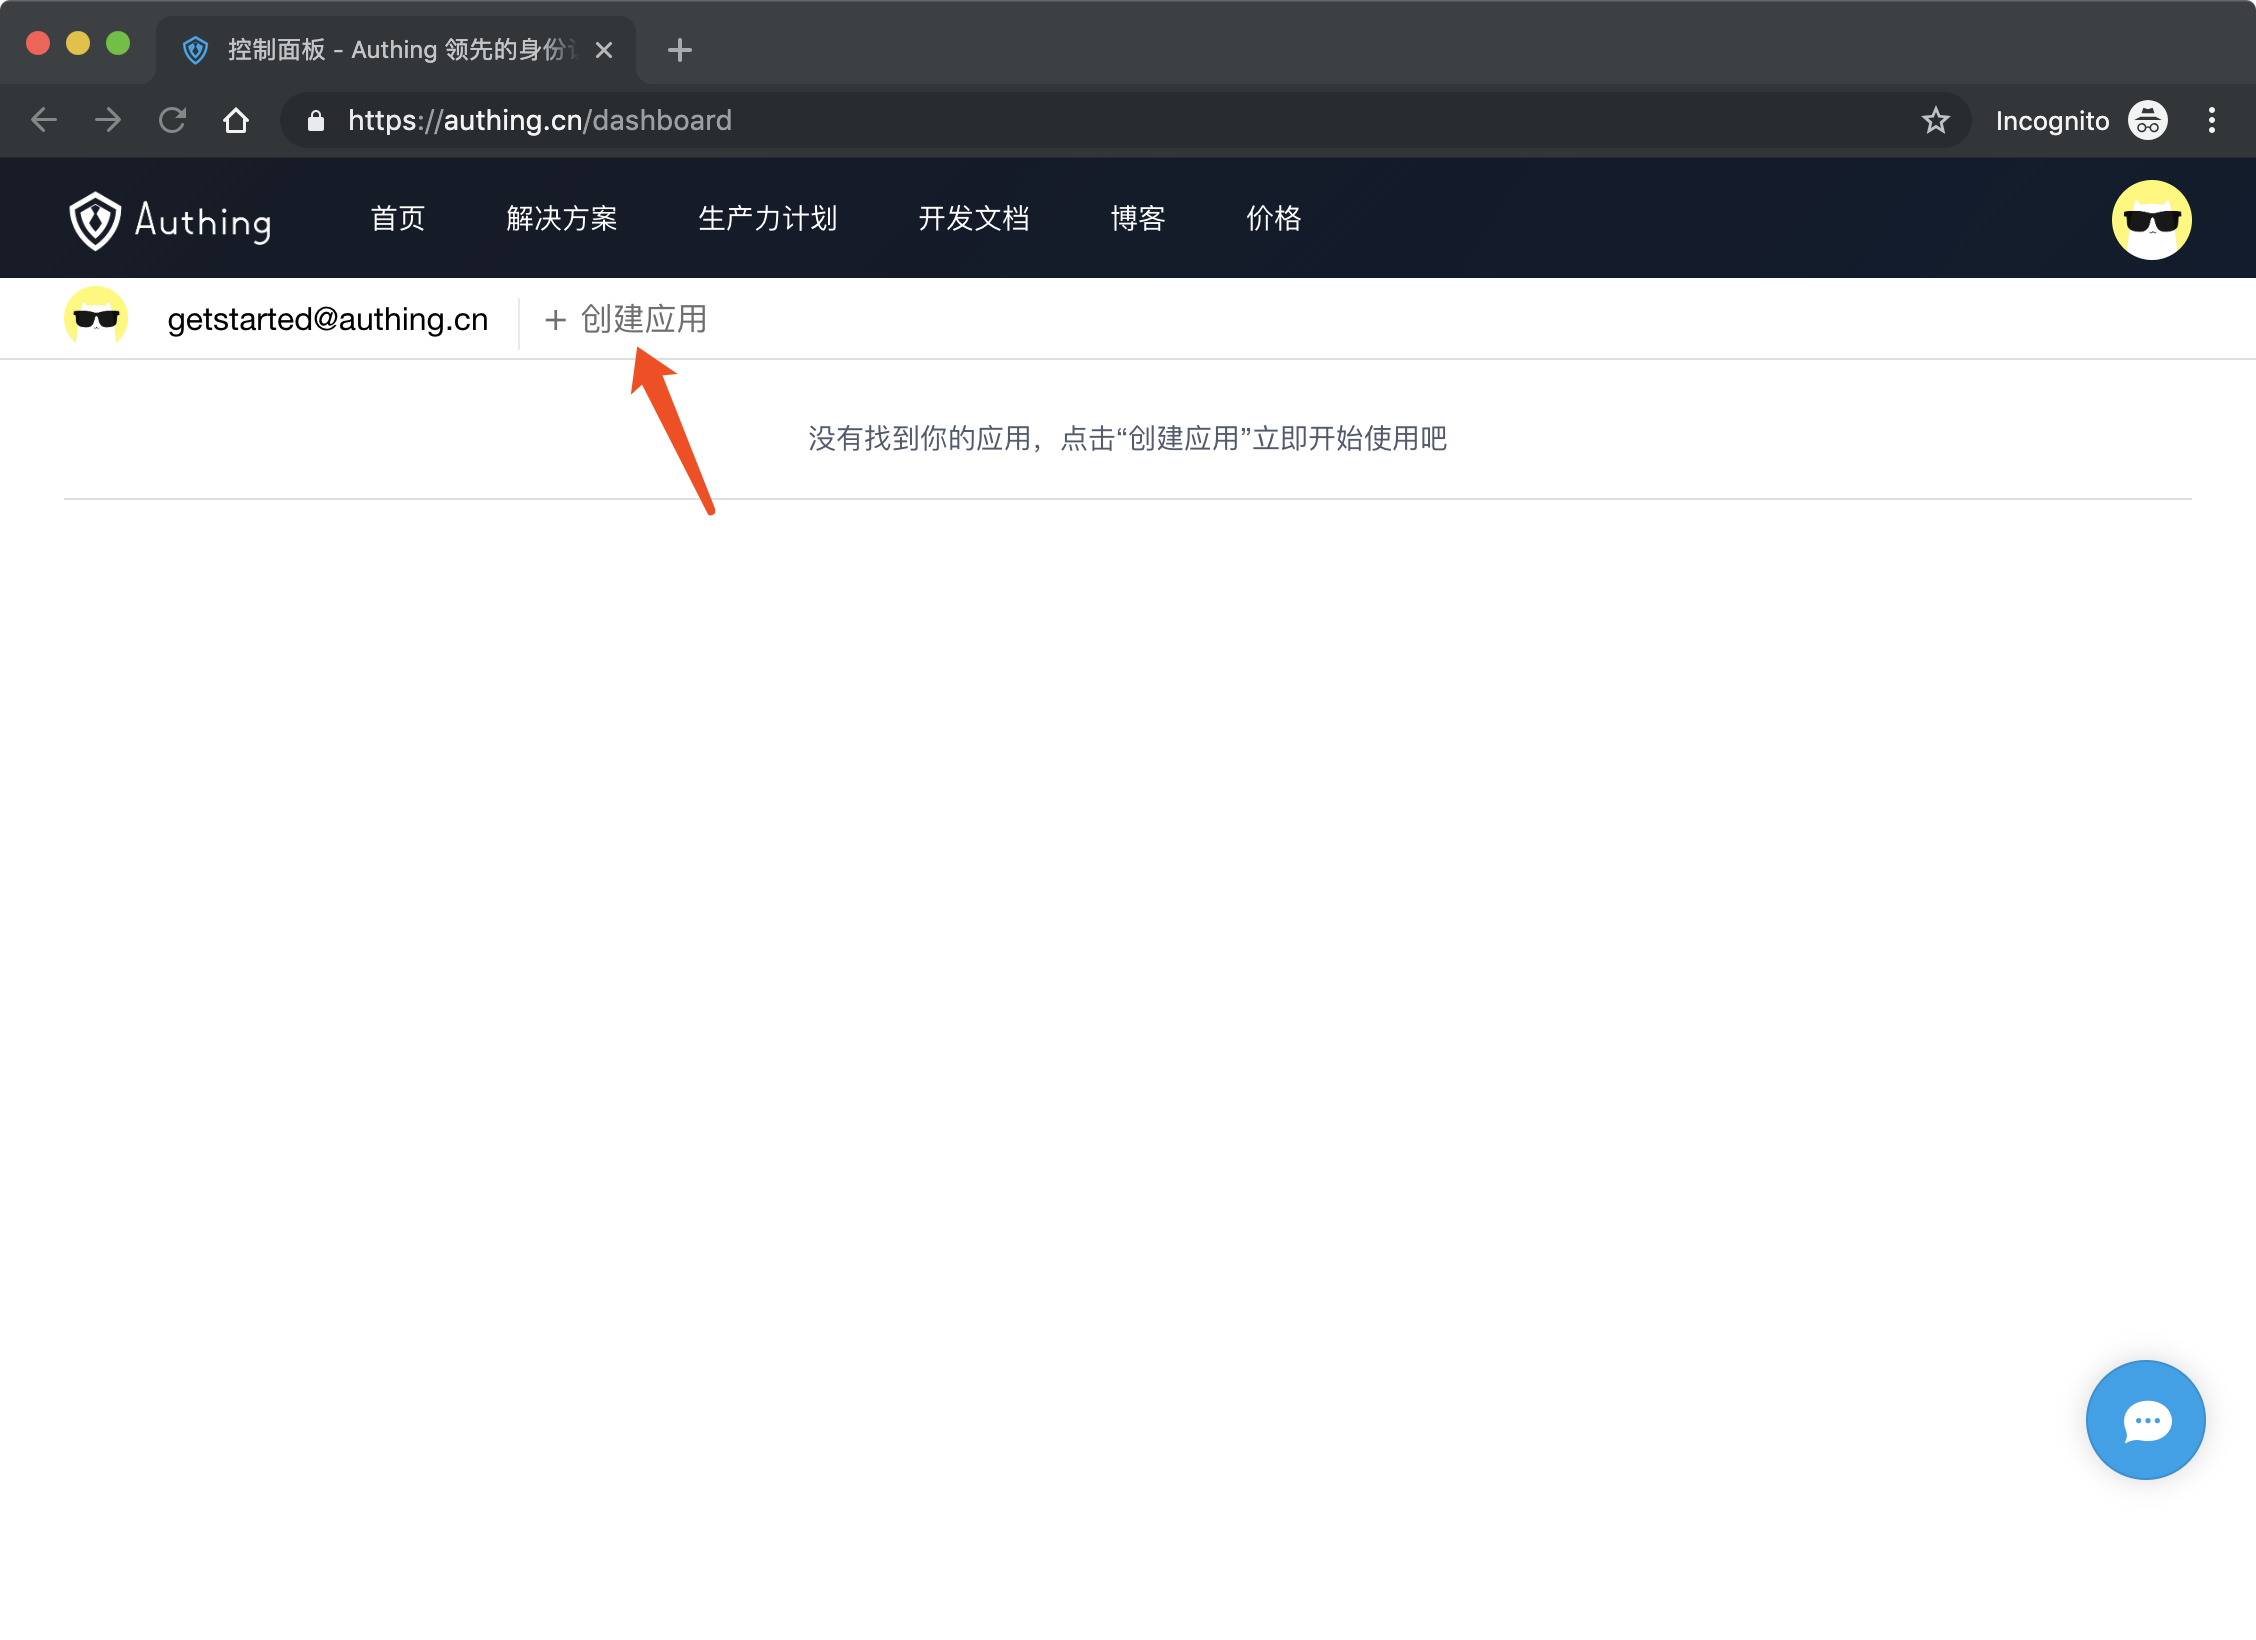 控制面板 - Authing 领先的身份
https://authing.cn/dashboard
Incognito
Authing 首页 解决方案 生产力计划 开发文档 博客 价格
getstarted@authing.cn + 创建应用
没有找到你的应用，点击“创建应用”立即开始使用吧